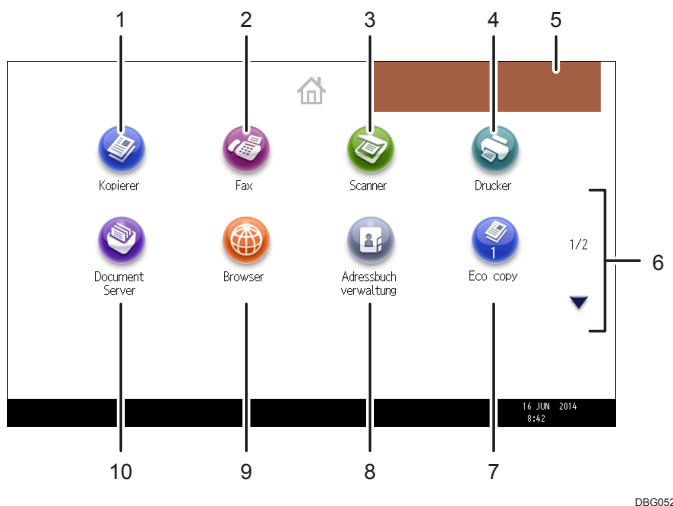 1 2 3 4 5
Kopierer Fax Scanner Drucker
1/2
6
1
Document Browser Adressbuch Eco copy
Server verwaltung
16 JUN 2014
8:42
10 9 8 7
DBG052